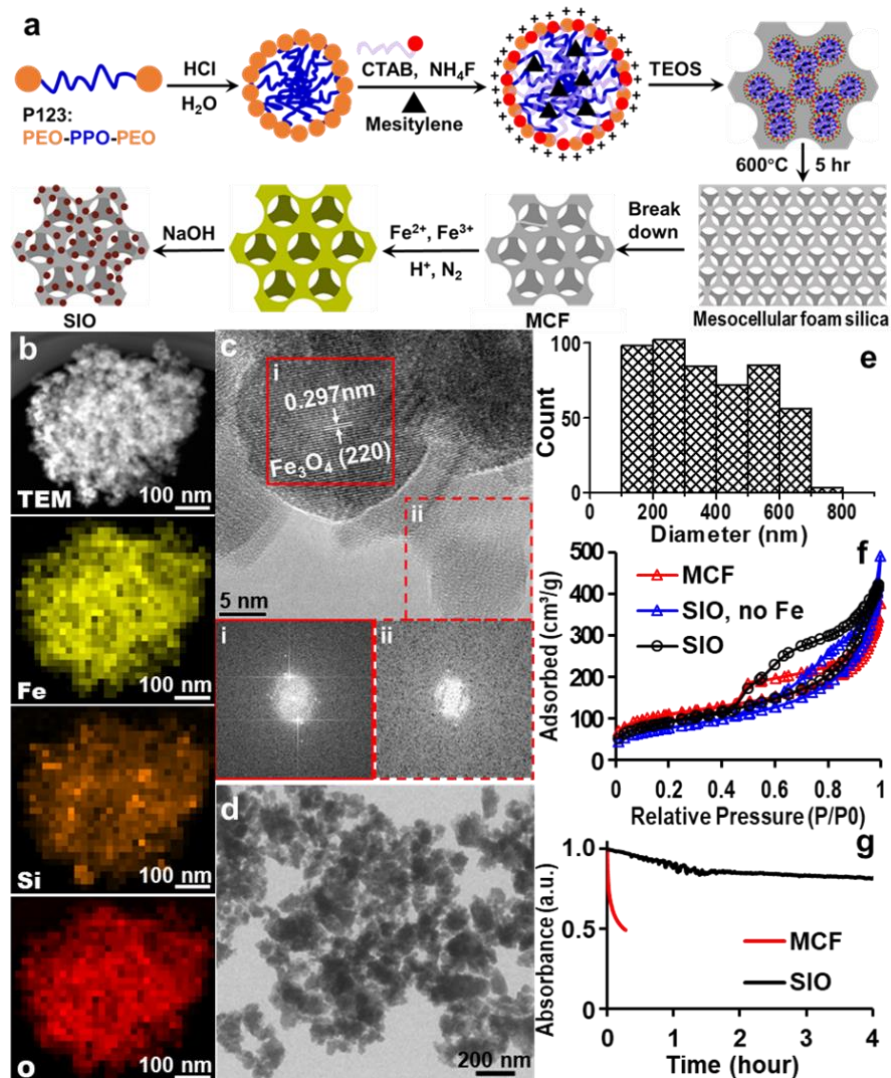 a
P123:
PEO-PPO-PEO
HCl
H₂O
CTAB, NH₄F
Mesitylene
+ + + + + + + + + + + + + + + + + + + + + + + +
TEOS
600°C 5 hr
Mesocellular foam silica
Break
down
MCF
Fe²⁺, Fe³⁺
H⁺, N₂
NaOH
SIO
b
TEM
100 nm
Fe
100 nm
Si
100 nm
O
100 nm
c
i
0.297nm
Fe₃O₄ (220)
ii
5 nm
i
ii
d
200 nm
e
Count
100
50
0
0 200 400 600 800
Diameter (nm)
f
Adsorbed (cm³/g)
500
400
300
200
100
0
MCF
SIO, no Fe
SIO
0.2 0.4 0.6 0.8 1
Relative Pressure (P/P0)
g
Absorbance (a.u.)
1.0
0.5
0
MCF
SIO
0 1 2 3 4
Time (hour)